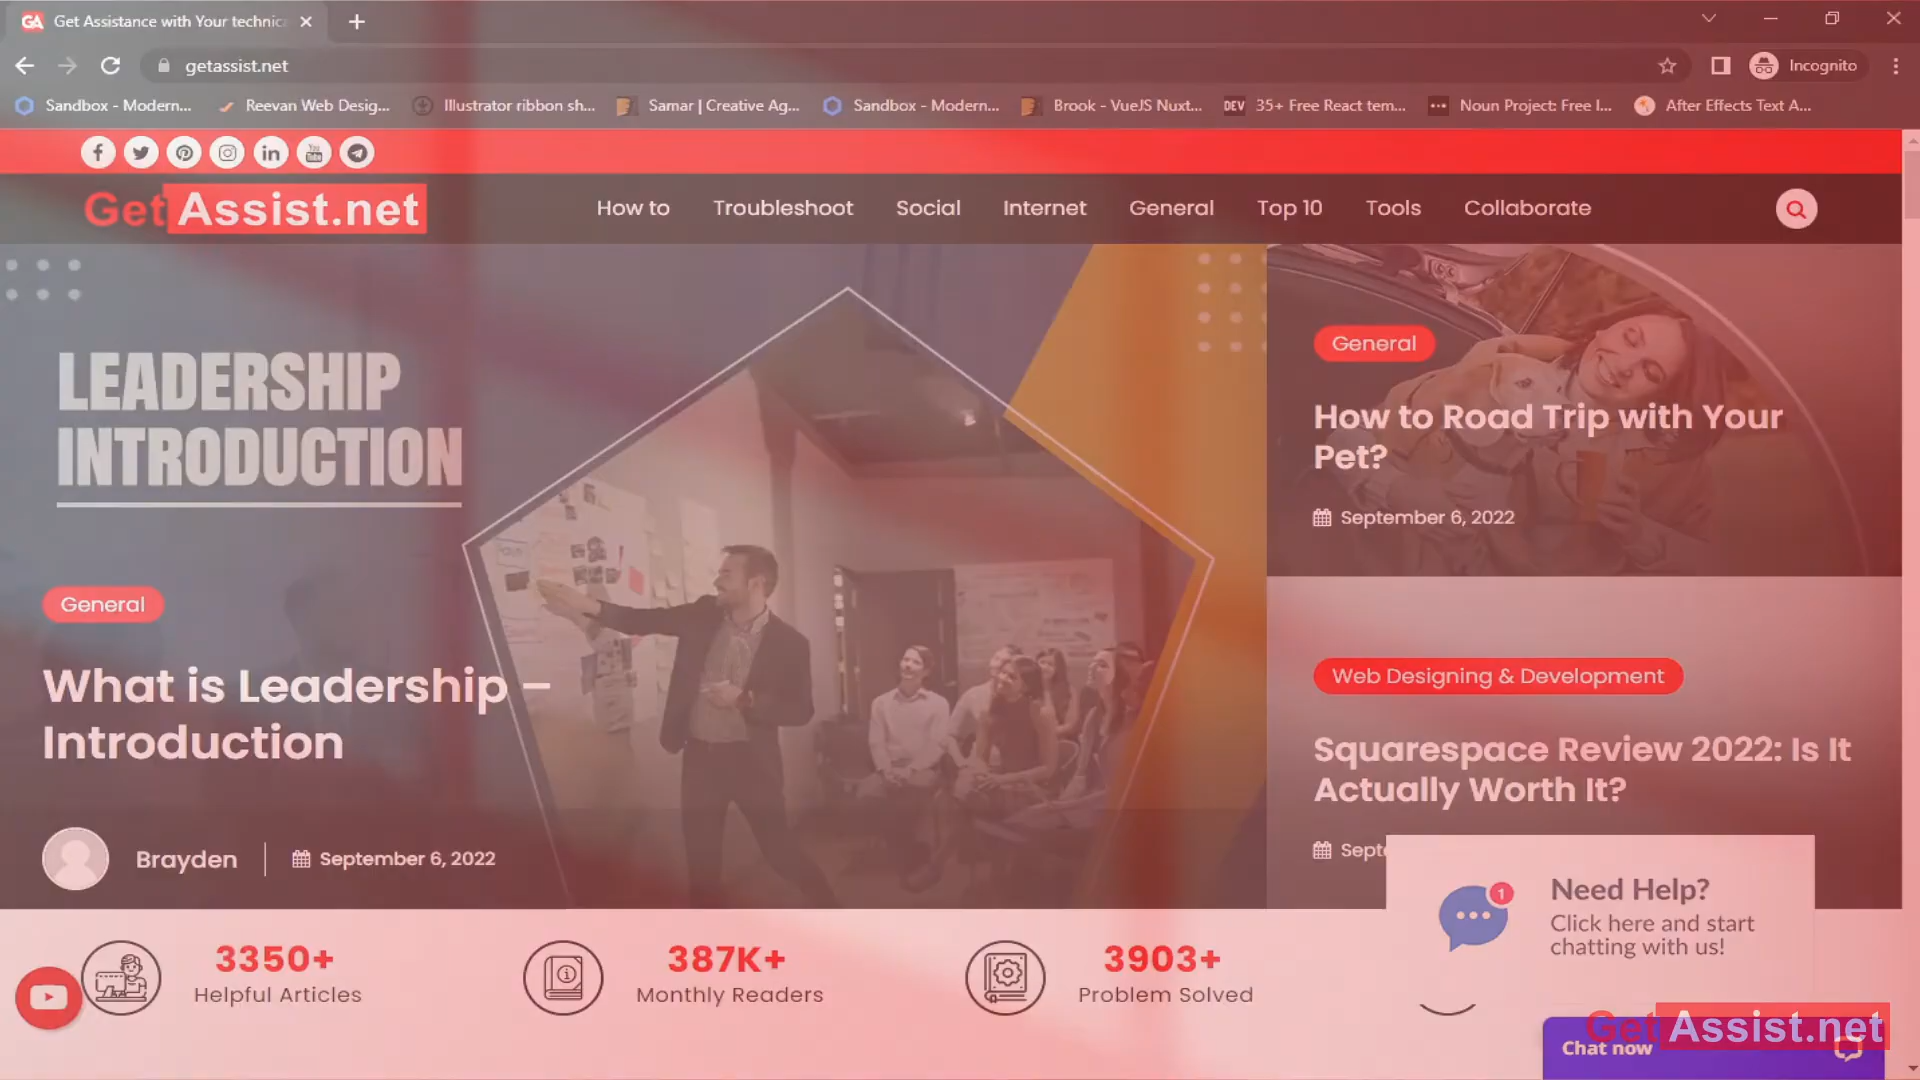 GA Get Assistance with Your technic
getassist.net
Incognito
Sandbox - Modern...
Reevan Web Desig...
Illustrator ribbon sh...
Samar | Creative Ag...
Sandbox - Modern...
Brook - VueJS Nuxt...
DEV 35+ Free React tem...
Noun Project: Free I...
After Effects Text A...
You Tube
Get Assist.net
How to
Troubleshoot
Social
Internet
General
Top 10
Tools
Collaborate
LEADERSHIP
INTRODUCTION
General
What is Leadership –
Introduction
Brayden
September 6, 2022
General
How to Road Trip with Your
Pet?
September 6, 2022
Web Designing & Development
Squarespace Review 2022: Is It
Actually Worth It?
Septe
3350+
Helpful Articles
387K+
Monthly Readers
3903+
Problem Solved
1
Need Help?
Click here and start
chatting with us!
Get Assist.net
Chat now